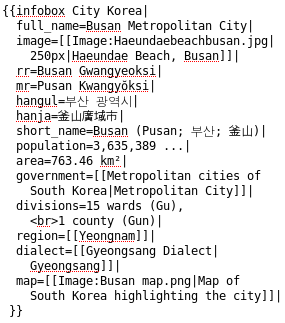 {{infobox City Korea|
full_name=Busan Metropolitan City|
image=[[Image:Haeundaebeachbusan.jpg|
250px|Haeundae Beach, Busan]]|
rr=Busan Gwangyeoksi|
mr=Pusan Kwangyŏksi|
hangul=부산 광역시|
hanja=釜山廣域市|
short_name=Busan (Pusan; 부산; 釜山)|
population=3,635,389 ...|
area=763.46 km²|
government=[[Metropolitan cities of
South Korea|Metropolitan City]]|
divisions=15 wards (Gu),
<br>1 county (Gun)|
region=[[Yeongnam]]|
dialect=[[Gyeongsang Dialect|
Gyeongsang]]|
map=[[Image:Busan map.png|Map of
South Korea highlighting the city]]|
}}